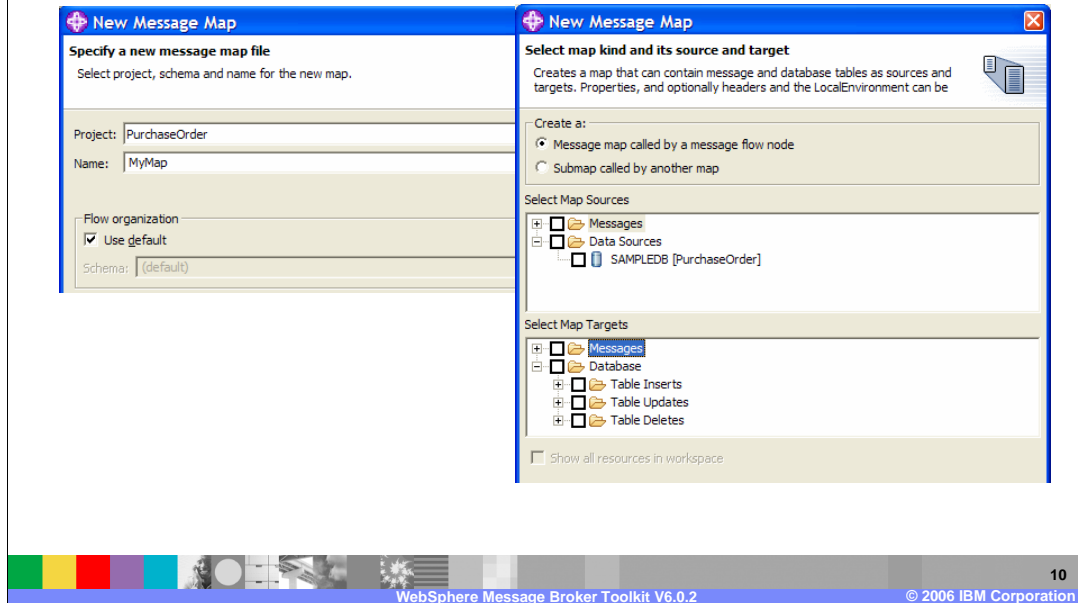 New Message Map
Specify a new message map file
Select project, schema and name for the new map.
Project: PurchaseOrder
Name: MyMap
Flow organization
Use default
Schema: (default)
New Message Map
Select map kind and its source and target
Creates a map that can contain message and database tables as sources and
targets. Properties, and optionally headers and the LocalEnvironment can be
Create a:
Message map called by a message flow node
Submap called by another map
Select Map Sources
Messages
Data Sources
SAMPLEDB [PurchaseOrder]
Select Map Targets
Messages
Database
Table Inserts
Table Updates
Table Deletes
Show all resources in workspace
10
WebSphere Message Broker Toolkit V6.0.2
© 2006 IBM Corporation